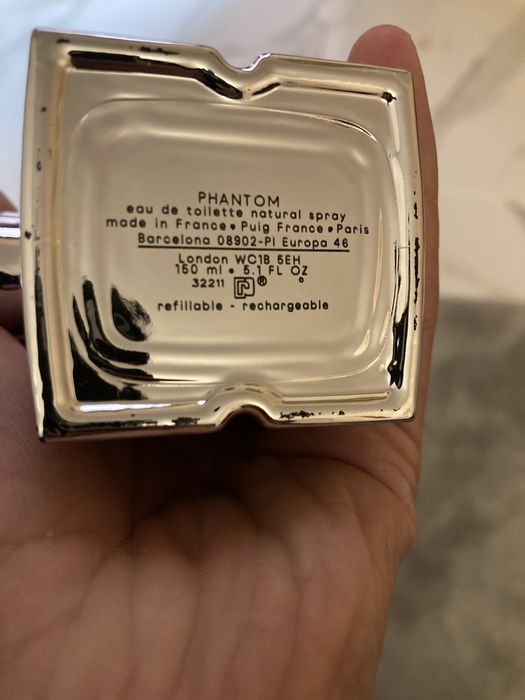 PHANTOM
eau de toilette natural spray
made in France • Puig France • Paris
Barcelona 08902-Pl Europa 46
London WC1B 5EH
150 ml • 5.1 FL OZ
32211 ®
refillable - rechargeable